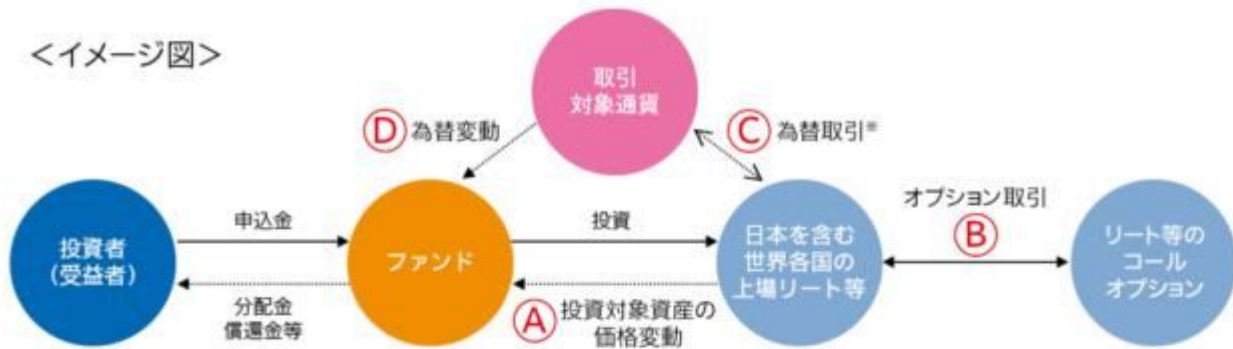 ＜イメージ図＞
取引
対象通貨
Ⓓ 為替変動
Ⓒ 為替取引※
投資者
（受益者）
申込金
分配金
償還金等
ファンド
投資
Ⓐ 投資対象資産の
価格変動
日本を含む
世界各国の
上場リート等
オプション取引
Ⓑ
リート等の
コール
オプション